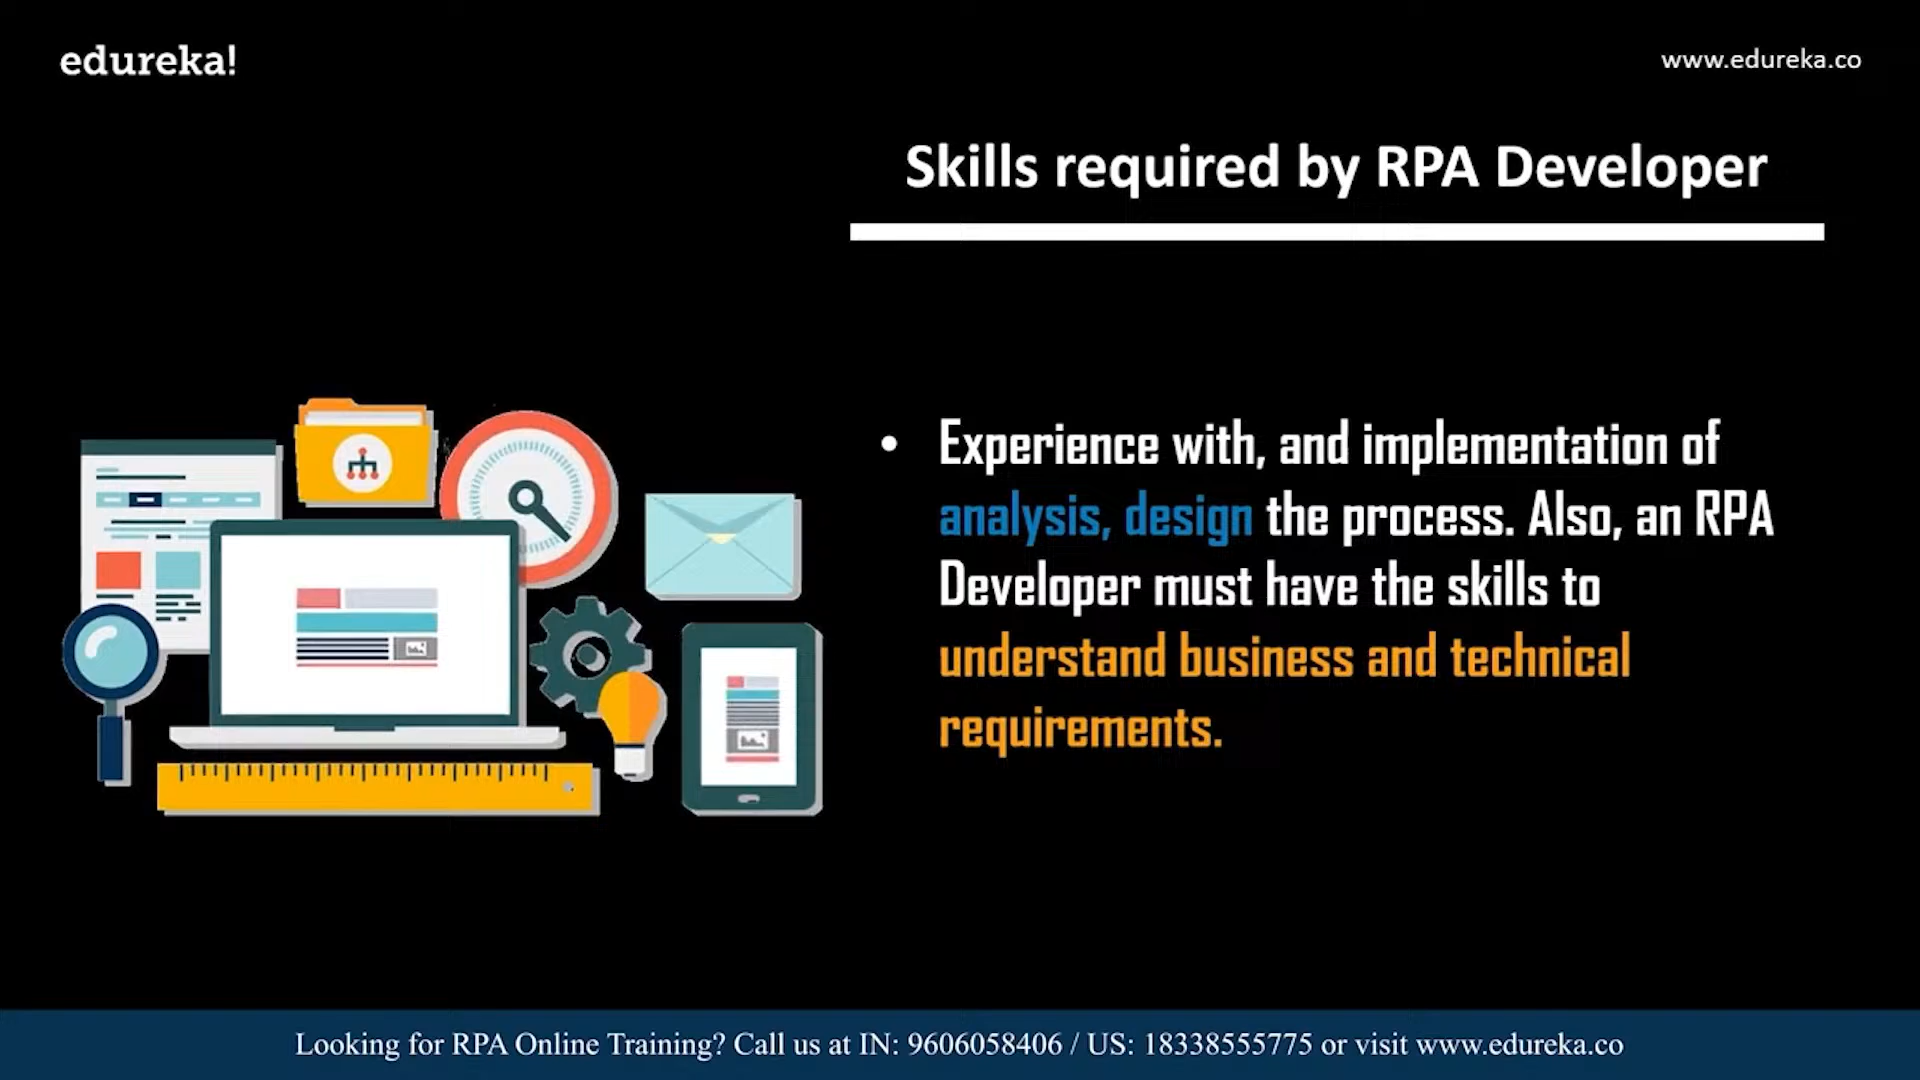 edureka!
www.edureka.co
Skills required by RPA Developer
• Experience with, and implementation of
analysis, design the process. Also, an RPA
Developer must have the skills to
understand business and technical
requirements.
Looking for RPA Online Training? Call us at IN: 9606058406 / US: 18338555775 or visit www.edureka.co